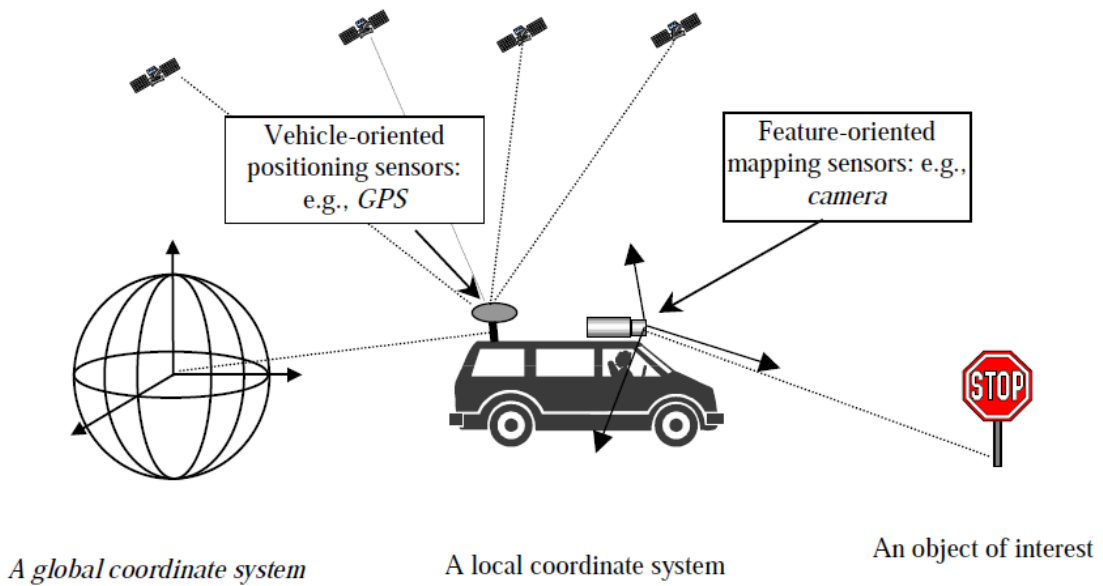 Vehicle-oriented
positioning sensors:
e.g., GPS
Feature-oriented
mapping sensors: e.g.,
camera
STOP
A global coordinate system
A local coordinate system
An object of interest